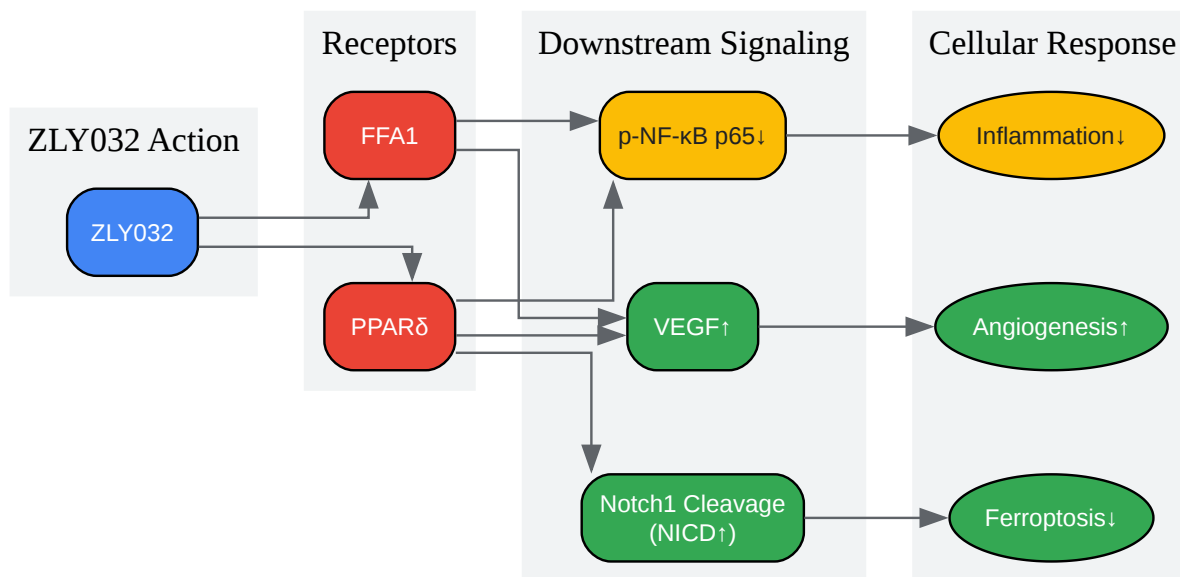 ZLY032 Action
ZLY032
Receptors
FFA1
PPARδ
Downstream Signaling
p-NF-κB p65↓
VEGF↑
Notch1 Cleavage
(NICD↑)
Cellular Response
Inflammation↓
Angiogenesis↑
Ferroptosis↓